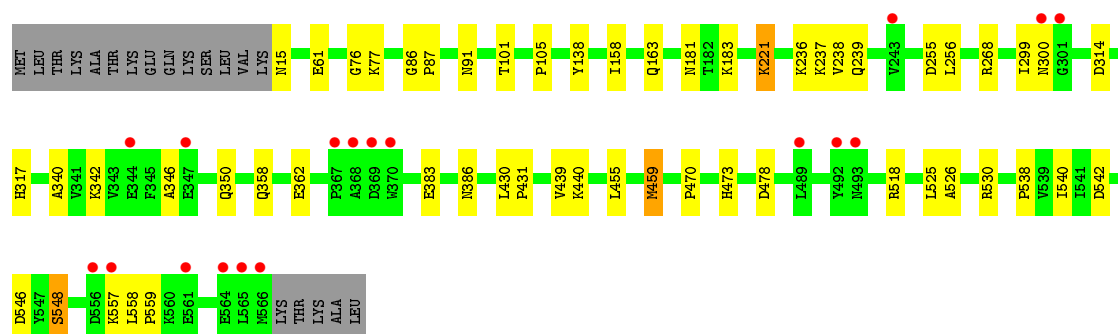 MET LEU THR LYS ALA THR LYS GLU GLN LYS SER LEU VAL LYS N15 E61 G76 K77 G86 P87 N91 T101 P105 Y138 I158 Q163 N181 T182 K183 K221 K236 K237 V238 Q239 V243 D255 L256 R268 I299 N300 G301 D314
H317 A340 V341 K342 V343 E344 F345 A346 E347 Q350 Q358 E362 P367 A368 D369 W370 E383 N386 L430 P431 V439 K440 L455 M459 P470 H473 D478 L489 Y492 N493 R518 L525 A526 R530 P538 V539 I540 I541 D542
D546 Y547 S548 D556 K557 L558 P559 K560 E561 E564 L565 M566 LYS THR LYS ALA LEU